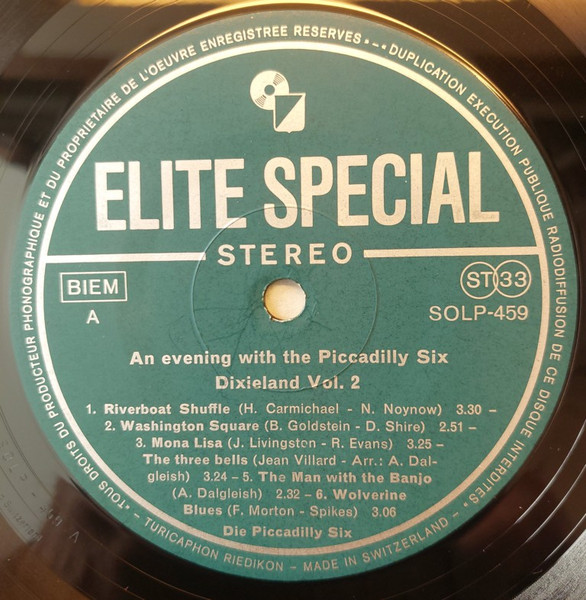 TOUS DROITS DU PRODUCTEUR PHONOGRAPHIQUE ET DU PROPRIETAIRE DE L'OEUVRE ENREGISTREE RESERVES • – • DUPLICATION EXECUTION PUBLIQUE RADIODIFFUSION DE CE DISQUE INTERDITES
ELITE SPECIAL
STEREO
BIEM
A
ST 33
SOLP-459
An evening with the Piccadilly Six
Dixieland Vol. 2
1. Riverboat Shuffle (H. Carmichael - N. Noynow) 3.30 –
2. Washington Square (B. Goldstein - D. Shire) 2.51 –
3. Mona Lisa (J. Livingston - R. Evans) 3.25 –
The three bells (Jean Villard - Arr.: A. Dal-
gleish) 3.24 – 5. The Man with the Banjo
(A. Dalgleish) 2.32 – 6. Wolverine
Blues (F. Morton - Spikes) 3.06
Die Piccadilly Six
TURICAPHON RIEDIKON – MADE IN SWITZERLAND